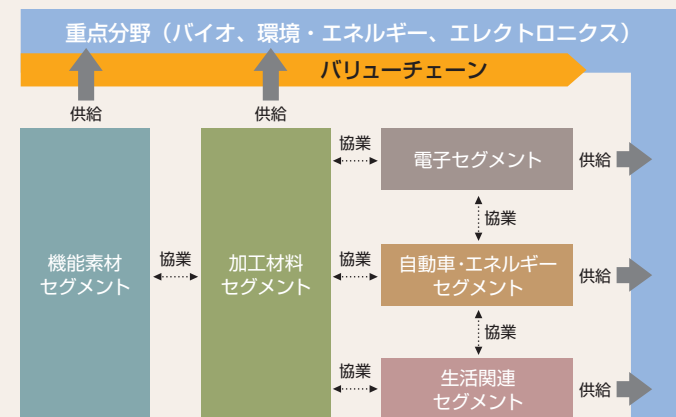 重点分野（バイオ、環境・エネルギー、エレクトロニクス）
バリューチェーン
供給
供給
機能素材
セグメント
協業
加工材料
セグメント
協業
電子セグメント
供給
協業
協業
自動車・エネルギー
セグメント
供給
協業
協業
生活関連
セグメント
供給